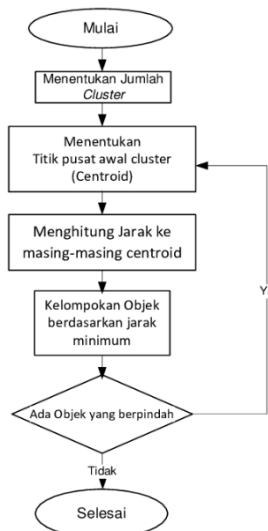 Mulai
Menentukan Jumlah
Cluster
Menentukan
Titik pusat awal cluster
(Centroid)
Menghitung Jarak ke
masing-masing centroid
Kelompokan Objek
berdasarkan jarak
minimum
Y
Ada Objek yang berpindah
Tidak
Selesai